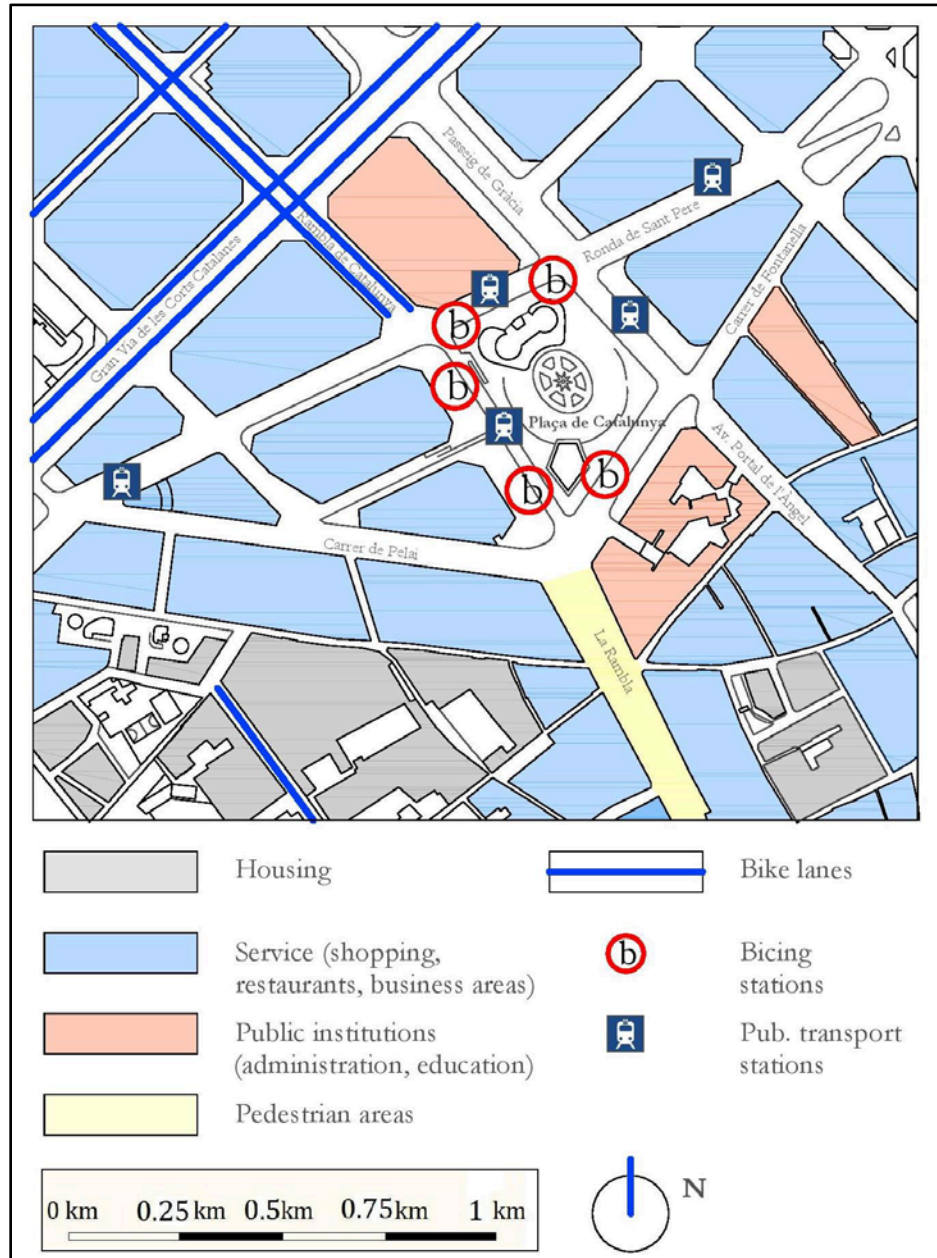 Passeig de Gràcia
Ronda de Sant Pere
Rambla de Catalunya
Gran Via de les Corts Catalanes
Carrer de Fontanella
b
b
b
Plaça de Catalunya
Av. Portal de l'Àngel
b
b
Carrer de Pelai
La Rambla
Housing
Bike lanes
Service (shopping,
restaurants, business areas)
b
Bicing
stations
Public institutions
(administration, education)
Pub. transport
stations
Pedestrian areas
0 km 0.25 km 0.5 km 0.75 km 1 km
N